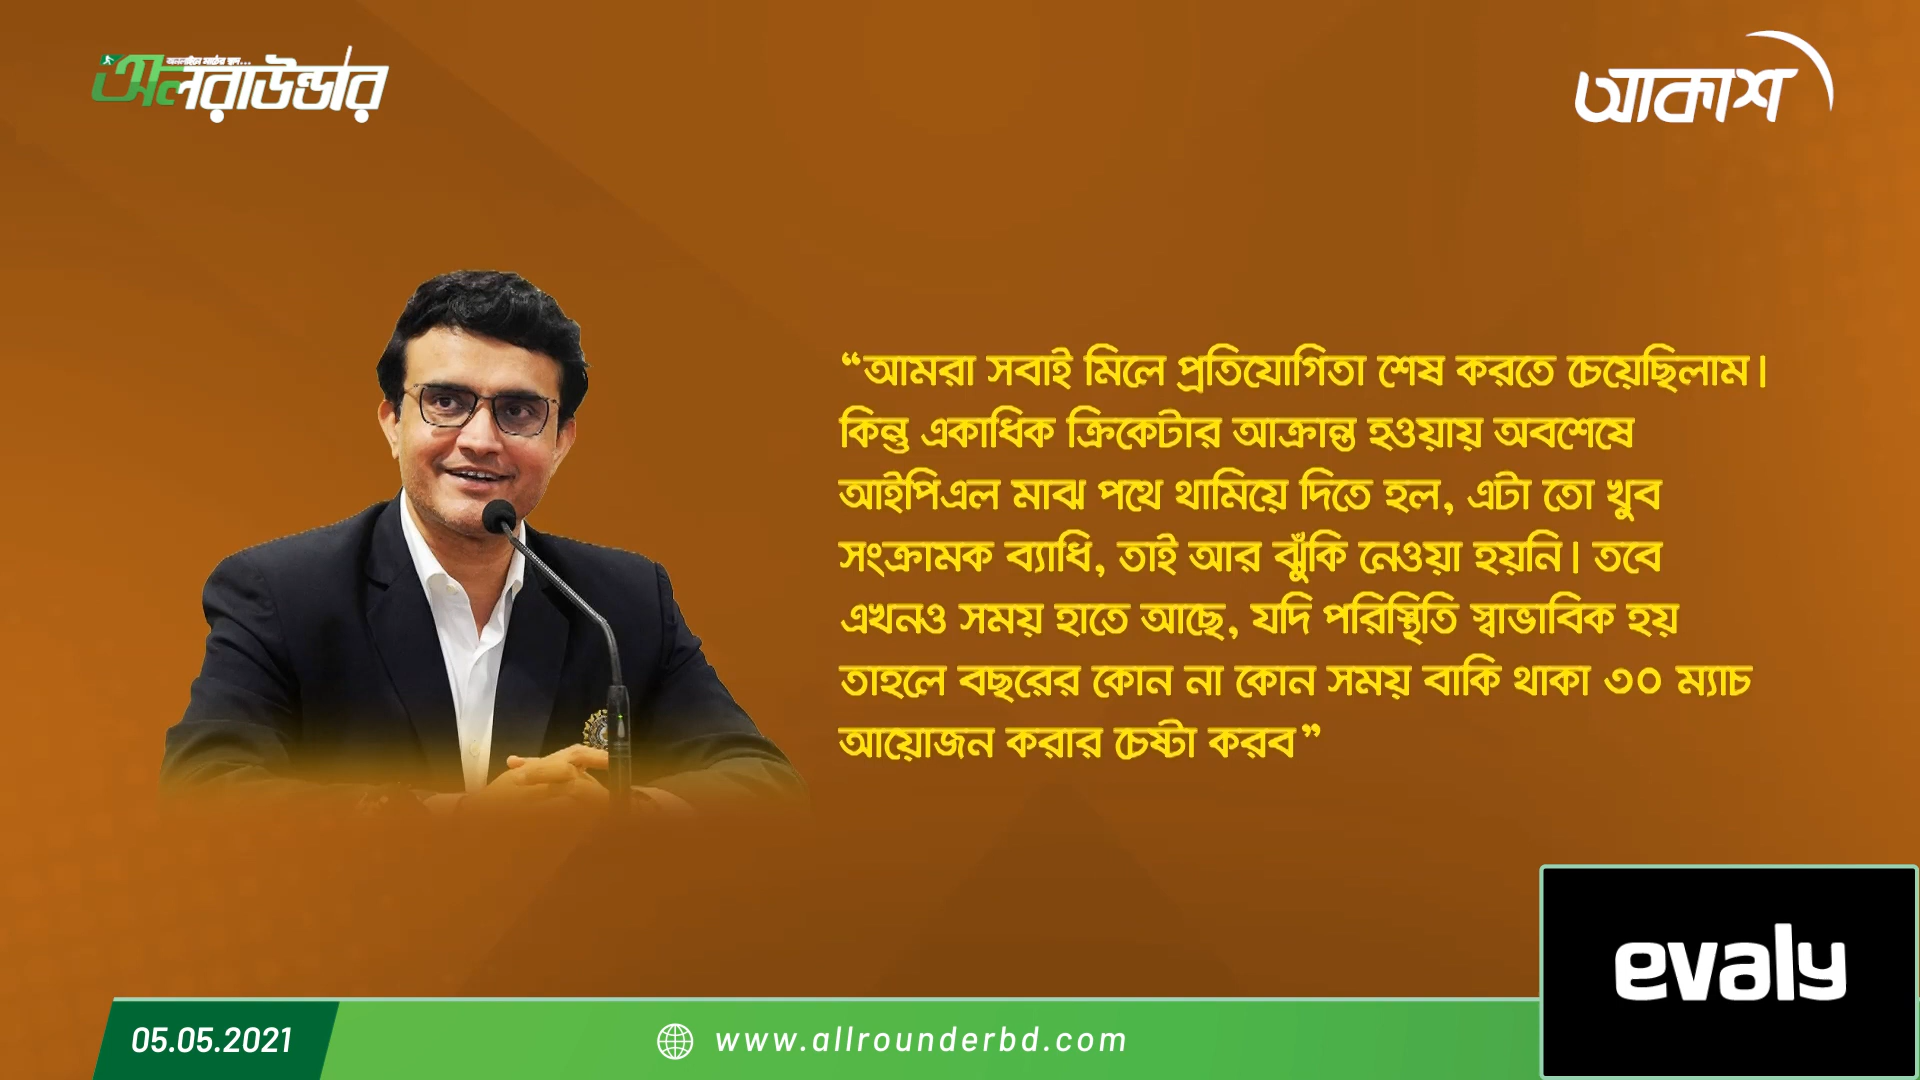 অনলাইনে মাঠের স্বাদ...
অলরাউন্ডার
আকাশ
“আমরা সবাই মিলে প্রতিযোগিতা শেষ করতে চেয়েছিলাম।
কিন্তু একাধিক ক্রিকেটার আক্রান্ত হওয়ায় অবশেষে
আইপিএল মাঝ পথে থামিয়ে দিতে হল, এটা তো খুব
সংক্রামক ব্যাধি, তাই আর ঝুঁকি নেওয়া হয়নি। তবে
এখনও সময় হাতে আছে, যদি পরিস্থিতি স্বাভাবিক হয়
তাহলে বছরের কোন না কোন সময় বাকি থাকা ৩০ ম্যাচ
আয়োজন করার চেষ্টা করব”
evaly
05.05.2021
www.allrounderbd.com